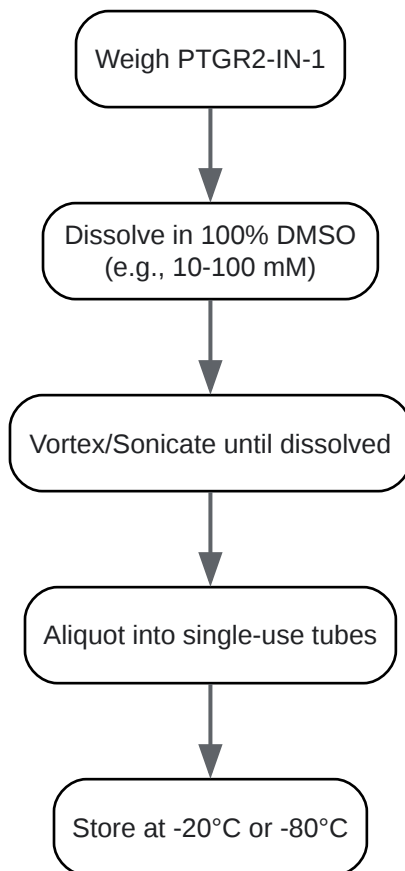 Weigh PTGR2-IN-1
Dissolve in 100% DMSO
(e.g., 10-100 mM)
Vortex/Sonicate until dissolved
Aliquot into single-use tubes
Store at -20°C or -80°C